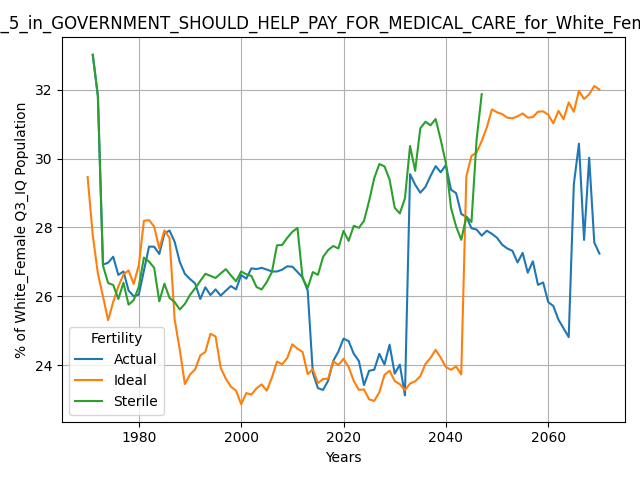 _5_in_GOVERNMENT_SHOULD_HELP_PAY_FOR_MEDICAL_CARE_for_White_Fem
% of White_Female Q3_IQ Population
32
30
28
26
24
Fertility
Actual
Ideal
Sterile
1980 2000 2020 2040 2060
Years